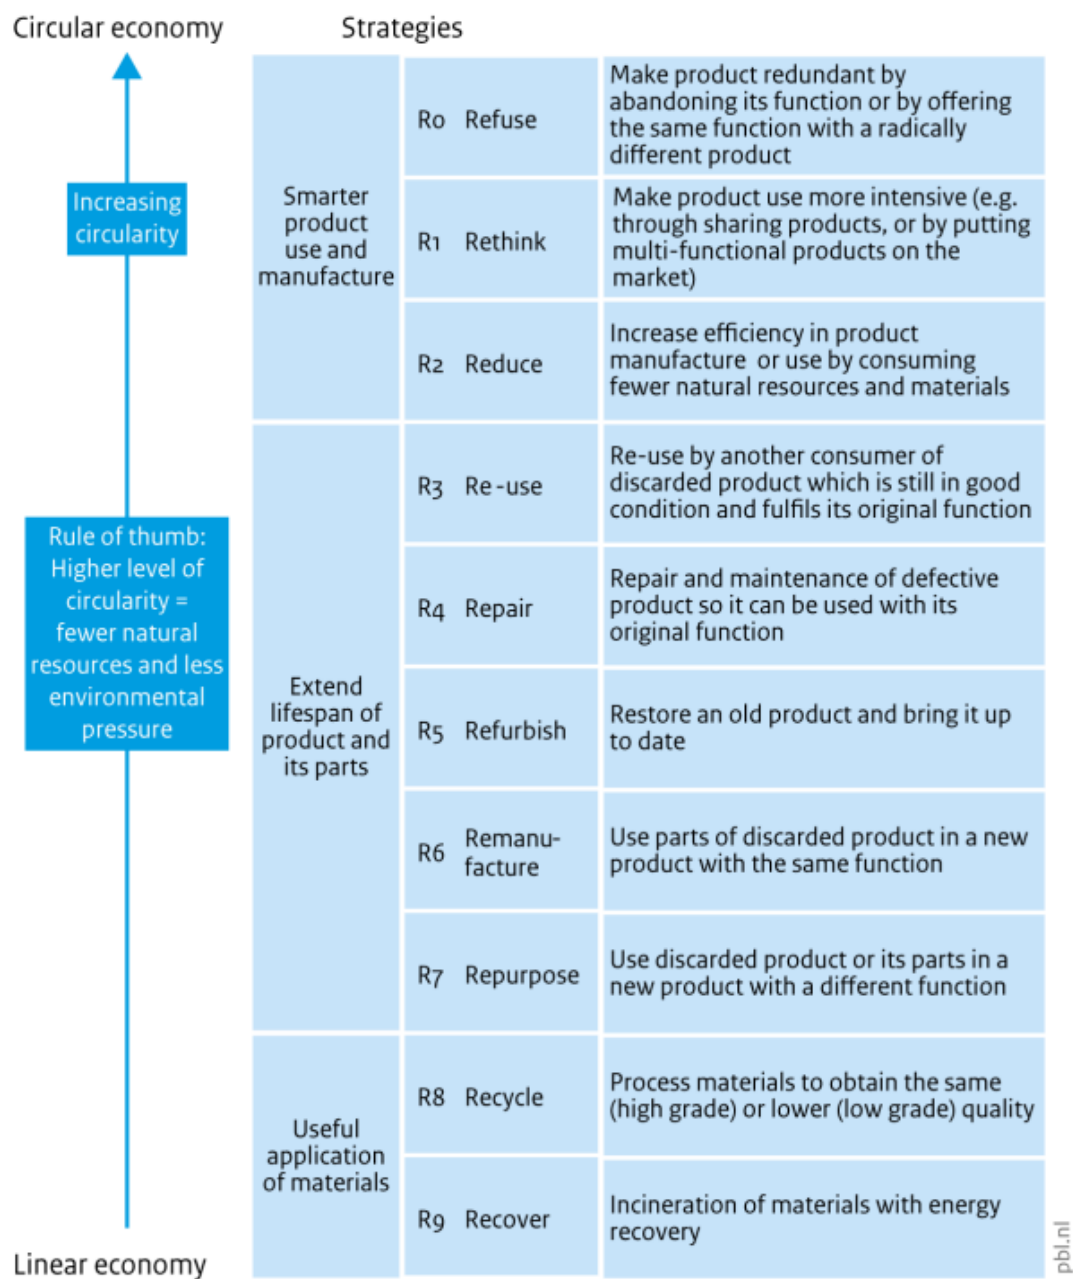 Circular economy
Strategies
Increasing
circularity
Rule of thumb:
Higher level of
circularity =
fewer natural
resources and less
environmental
pressure
Linear economy
Smarter
product
use and
manufacture
R0 Refuse
Make product redundant by
abandoning its function or by offering
the same function with a radically
different product
R1 Rethink
Make product use more intensive (e.g.
through sharing products, or by putting
multi-functional products on the
market)
R2 Reduce
Increase efficiency in product
manufacture or use by consuming
fewer natural resources and materials
Extend
lifespan of
product and
its parts
R3 Re-use
Re-use by another consumer of
discarded product which is still in good
condition and fulfils its original function
R4 Repair
Repair and maintenance of defective
product so it can be used with its
original function
R5 Refurbish
Restore an old product and bring it up
to date
R6 Remanu-
facture
Use parts of discarded product in a new
product with the same function
R7 Repurpose
Use discarded product or its parts in a
new product with a different function
Useful
application
of materials
R8 Recycle
Process materials to obtain the same
(high grade) or lower (low grade) quality
R9 Recover
Incineration of materials with energy
recovery
pbl.nl